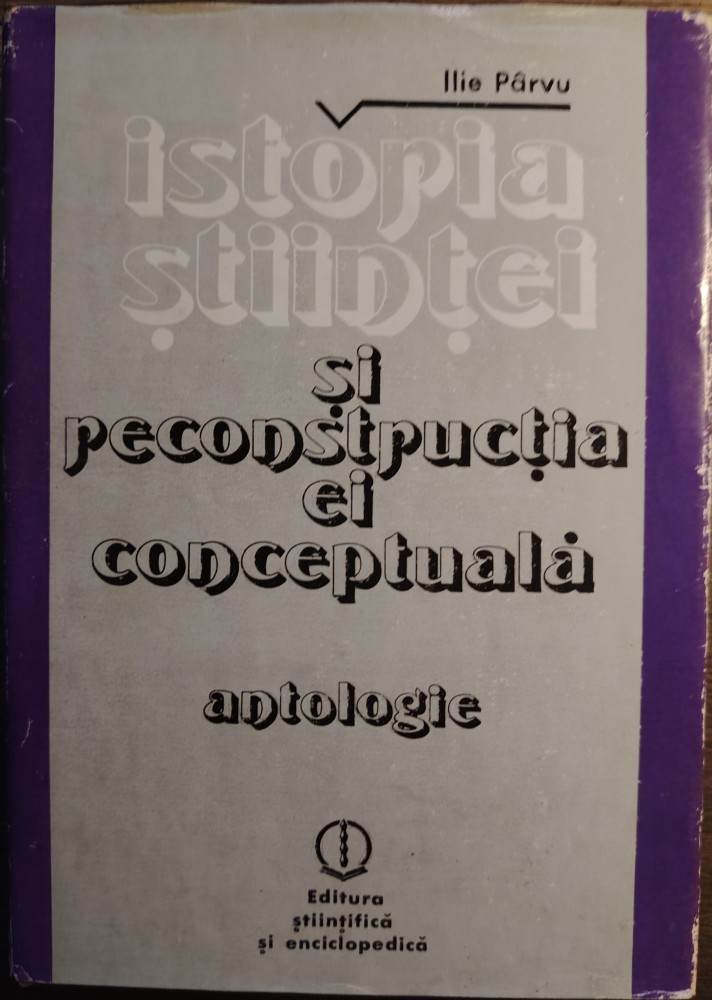 Ilie Pârvu
istoria
științei
și
reconstrucția
ei
conceptuală
antologie
Editura
științifică
și enciclopedică